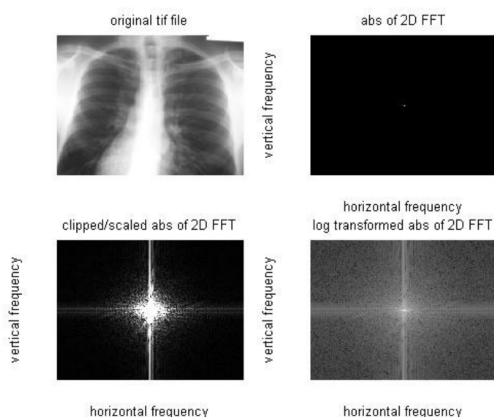 original tif file
abs of 2D FFT
vertical frequency
horizontal frequency
clipped/scaled abs of 2D FFT
log transformed abs of 2D FFT
vertical frequency
vertical frequency
horizontal frequency
horizontal frequency